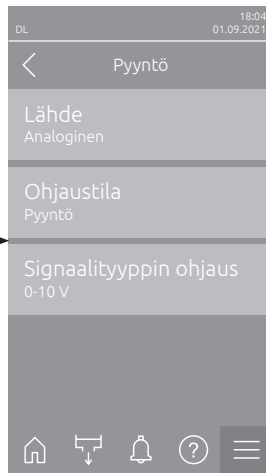 18:04
DL
01.09.2021
Pyyntö
Lähde
Analoginen
Ohjaustila
Pyyntö
Signaalityyppin ohjaus
0-10 V
?